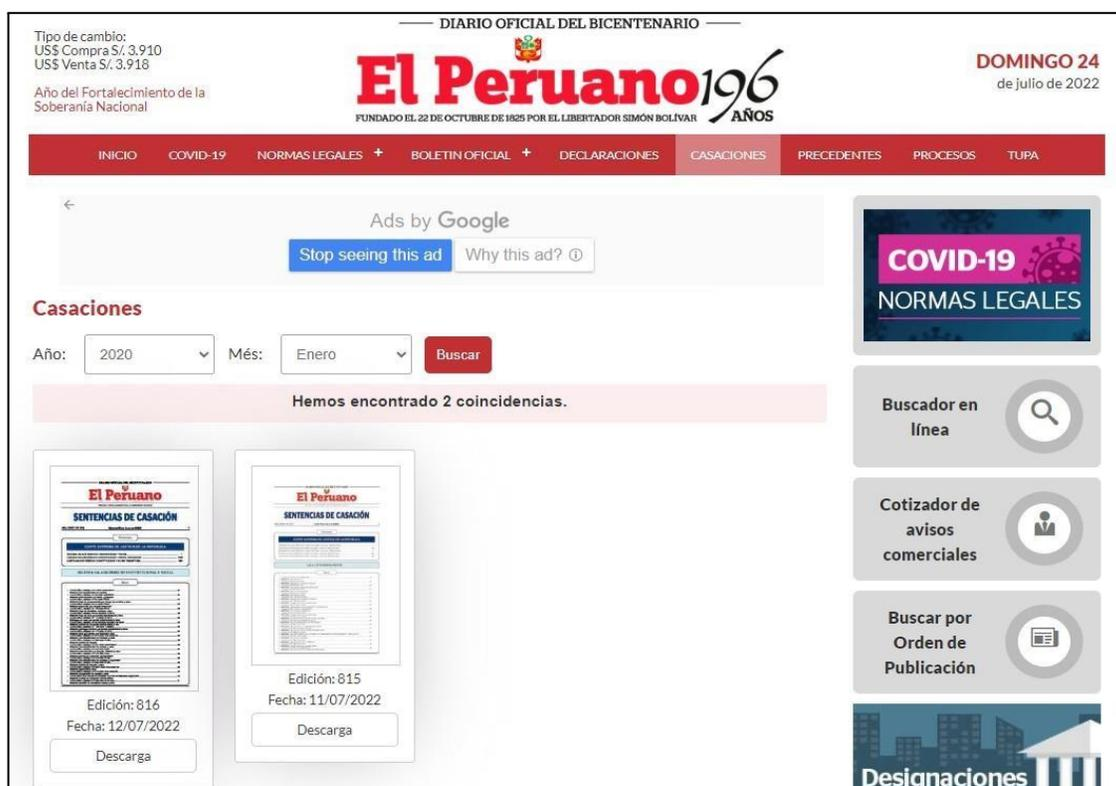 Tipo de cambio:
US$ Compra S/. 3.910
US$ Venta S/. 3.918
Año del Fortalecimiento de la
Soberanía Nacional
DIARIO OFICIAL DEL BICENTENARIO
El Peruano
196
AÑOS
FUNDADO EL 22 DE OCTUBRE DE 1825 POR EL LIBERTADOR SIMÓN BOLÍVAR
DOMINGO 24
de julio de 2022
INICIO COVID-19 NORMAS LEGALES + BOLETIN OFICIAL + DECLARACIONES CASACIONES PRECEDENTES PROCESOS TUPA
Ads by Google
Stop seeing this ad Why this ad?
Casaciones
Año: 2020 Més: Enero Buscar
Hemos encontrado 2 coincidencias.
El Peruano
SENTENCIAS DE CASACIÓN
Edición: 816
Fecha: 12/07/2022
Descarga
El Peruano
SENTENCIAS DE CASACIÓN
Edición: 815
Fecha: 11/07/2022
Descarga
COVID-19
NORMAS LEGALES
Buscador en
línea
Cotizador de
avisos
comerciales
Buscar por
Orden de
Publicación
Designaciones